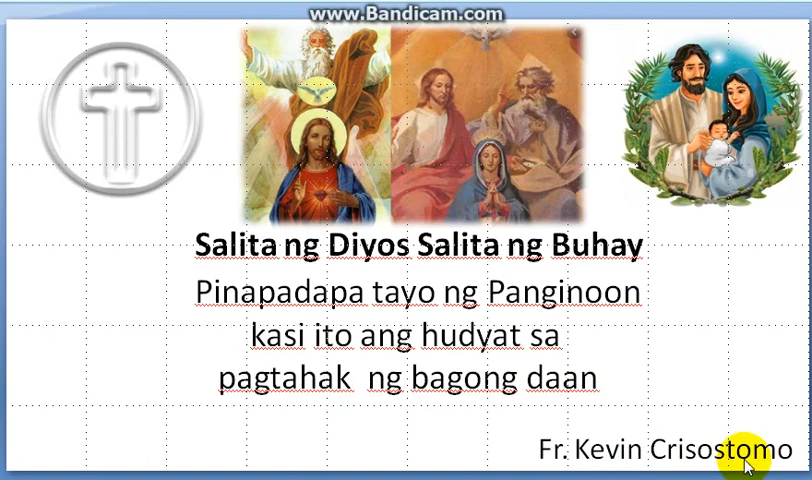 www.Bandicam.com
Salita ng Diyos Salita ng Buhay
Pinapadapa tayo ng Panginoon
kasi ito ang hudyat sa
pagtahak ng bagong daan
Fr. Kevin Crisostomo